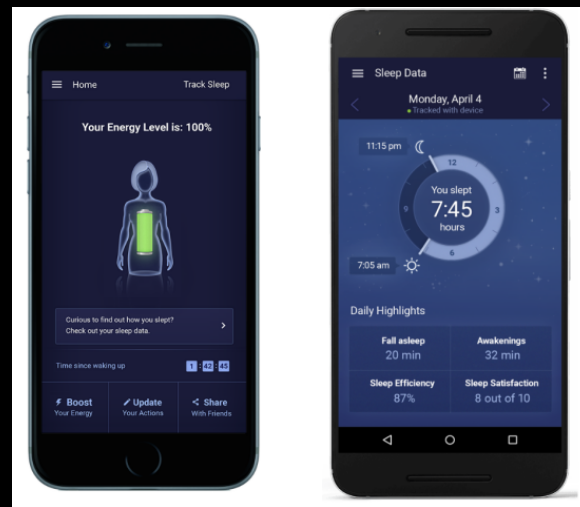 Home
Track Sleep
Your Energy Level is: 100%
Curious to find out how you slept?
Check out your sleep data.
Time since waking up
1 : 42 : 45
Boost
Your Energy
Update
Your Actions
Share
With Friends
Sleep Data
Monday, April 4
Tracked with device
11:15 pm
12
3
6
9
You slept
7:45
hours
7:05 am
Daily Highlights
Fall asleep
20 min
Awakenings
32 min
Sleep Efficiency
87%
Sleep Satisfaction
8 out of 10